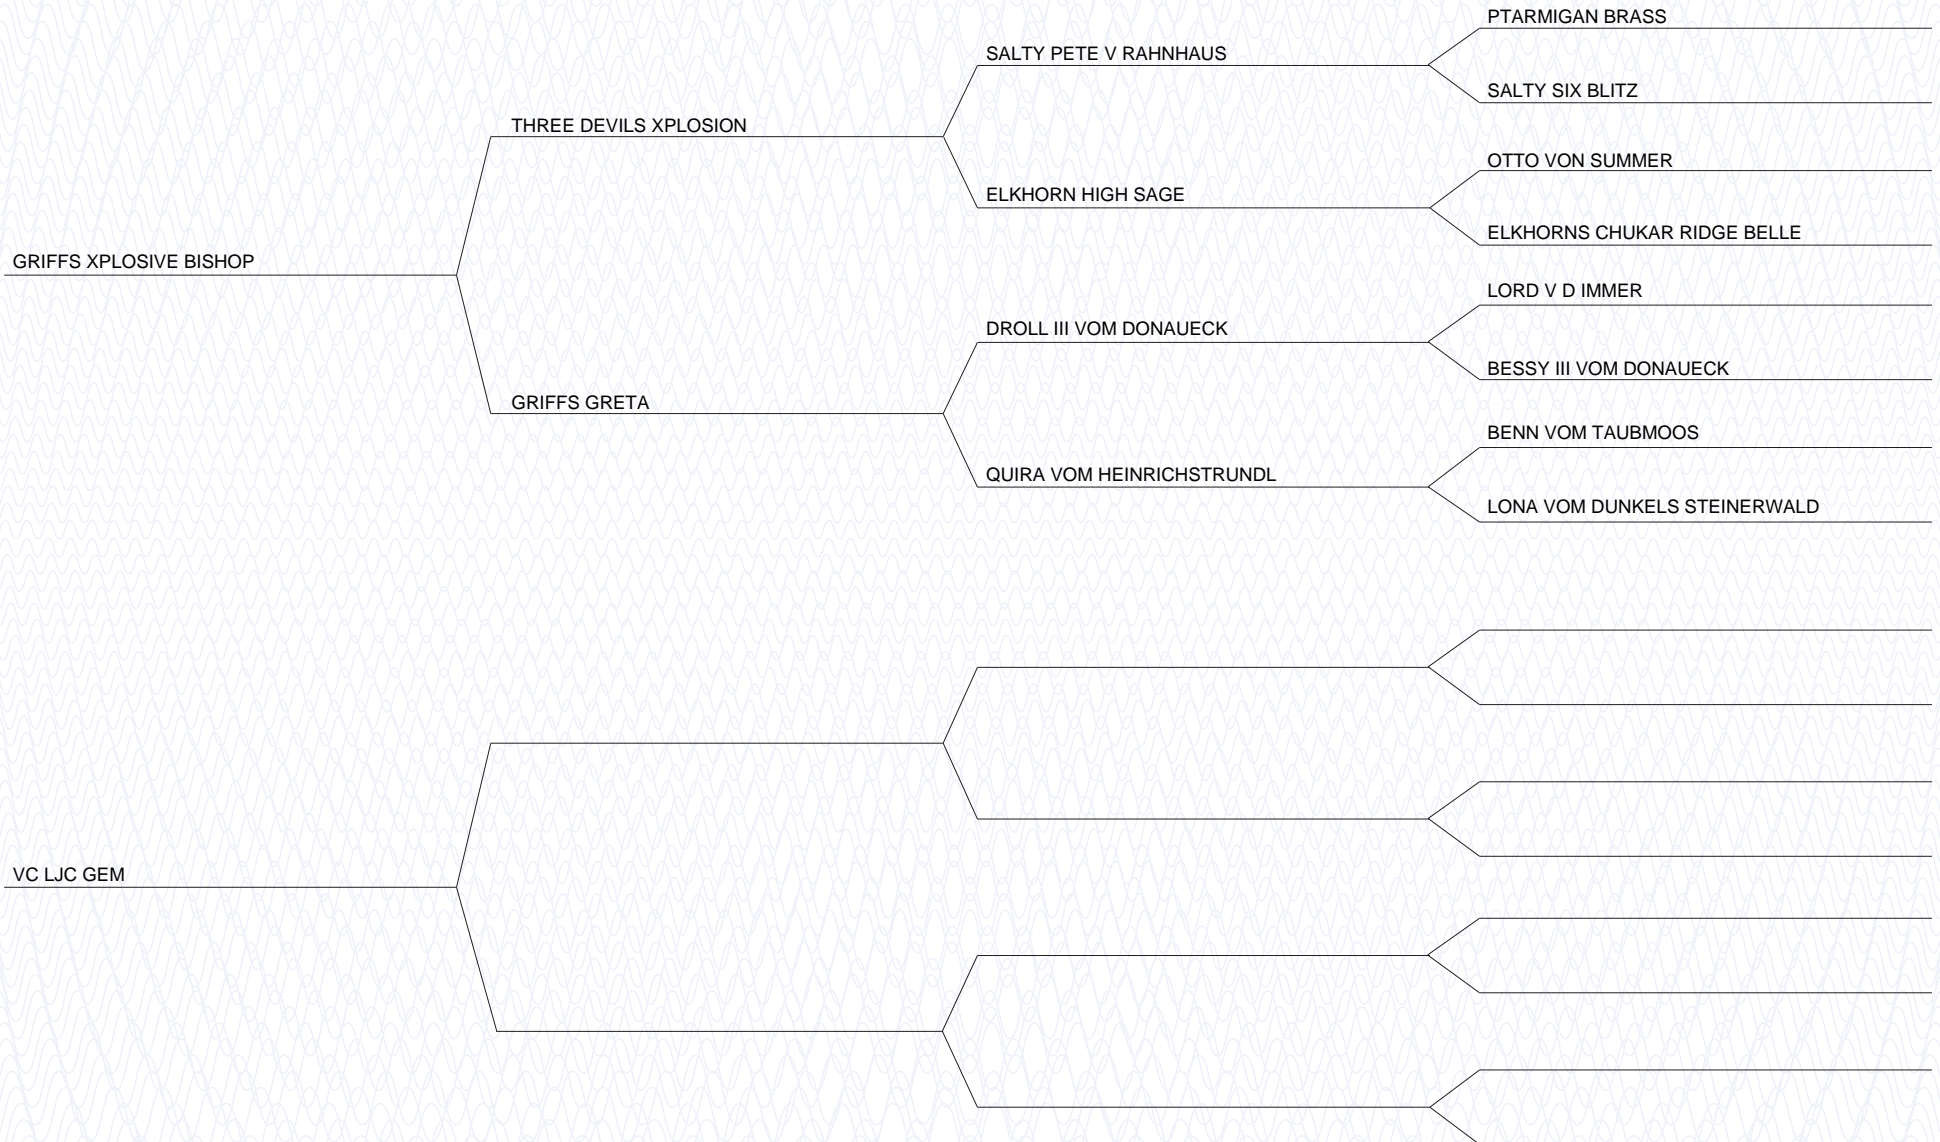 PTARMIGAN BRASS
SALTY PETE V RAHNHAUS
SALTY SIX BLITZ
THREE DEVILS XPLOSION
OTTO VON SUMMER
ELKHORN HIGH SAGE
ELKHORNS CHUKAR RIDGE BELLE
GRIFFS XPLOSIVE BISHOP
LORD V D IMMER
DROLL III VOM DONAUECK
BESSY III VOM DONAUECK
GRIFFS GRETA
BENN VOM TAUBMOOS
QUIRA VOM HEINRICHSTRUNDL
LONA VOM DUNKELS STEINERWALD
VC LJC GEM